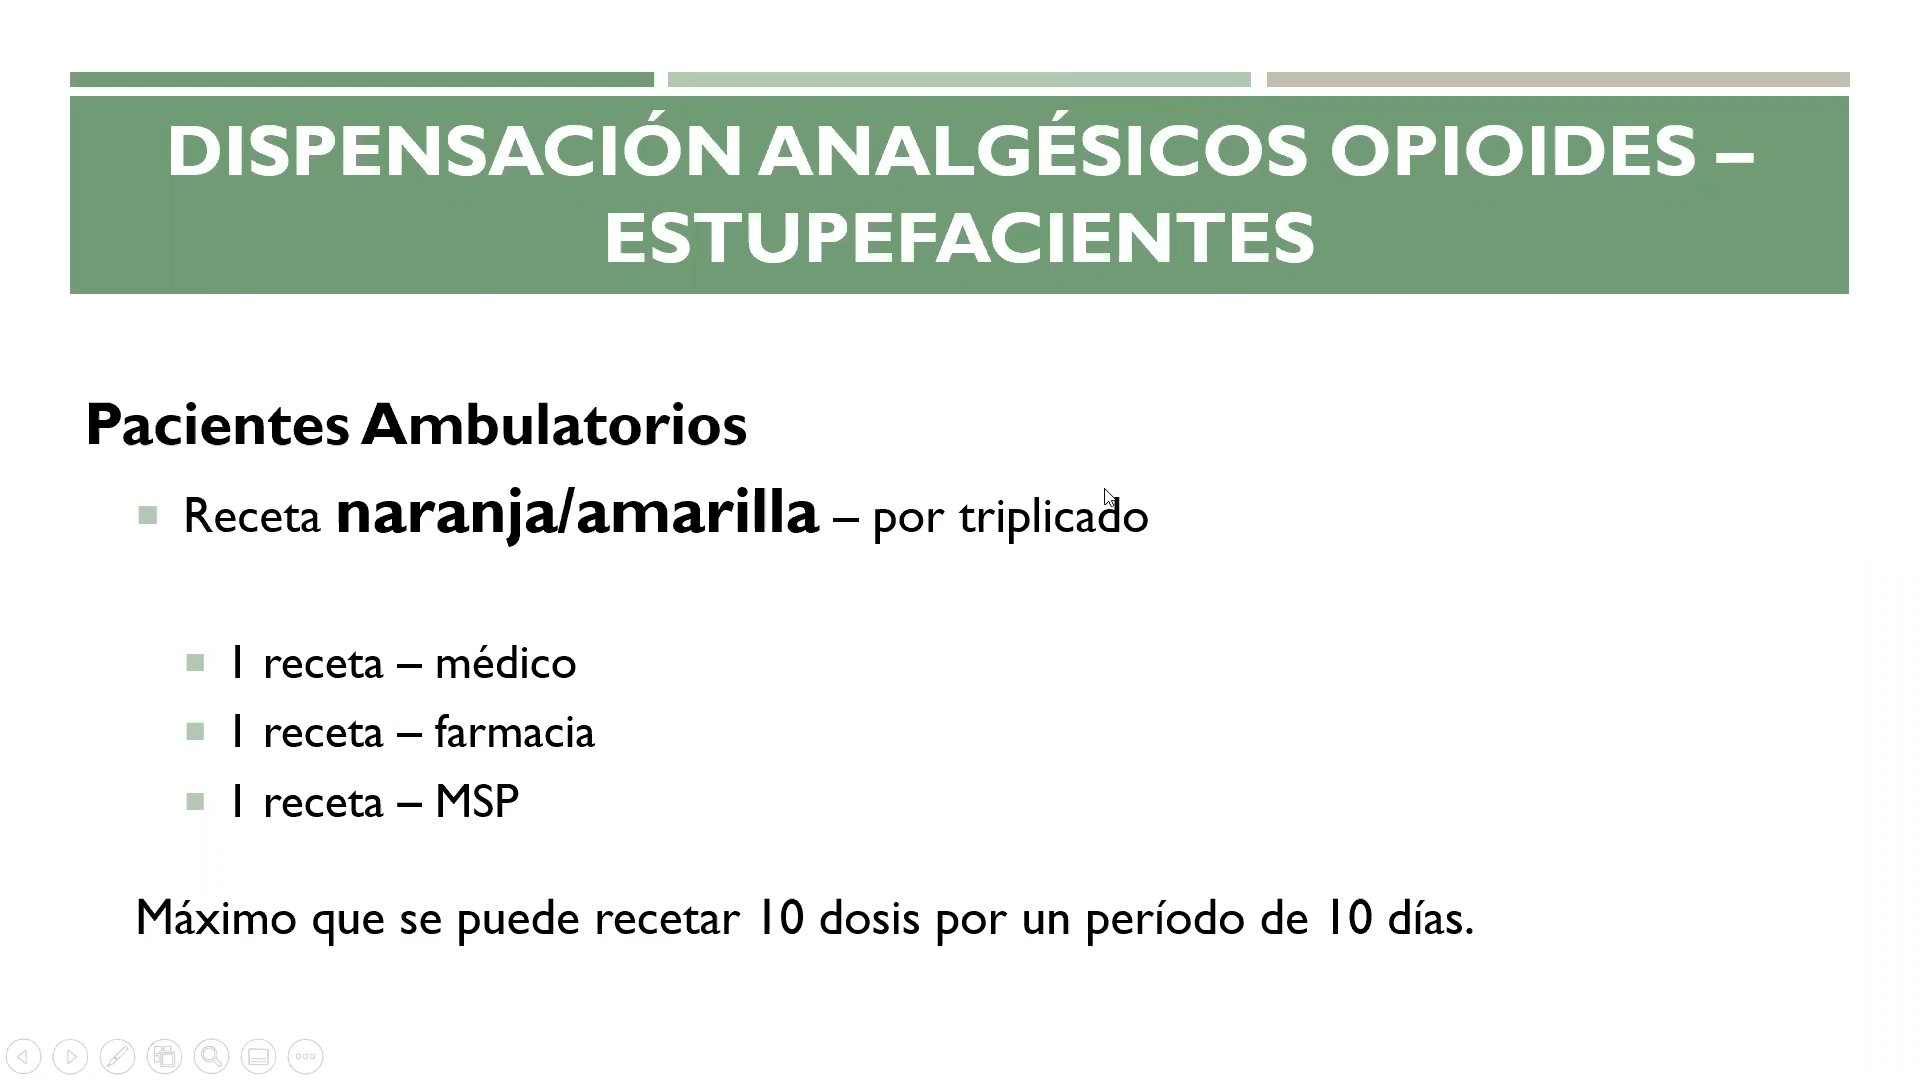 DISPENSACIÓN ANALGÉSICOS OPIOIDES –
ESTUPEFACIENTES
Pacientes Ambulatorios
Receta naranja/amarilla – por triplicado
1 receta – médico
1 receta – farmacia
1 receta – MSP
Máximo que se puede recetar 10 dosis por un período de 10 días.